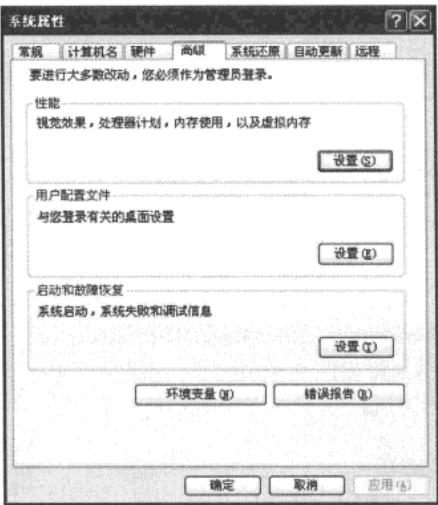 系统属性
常规 计算机名 硬件 高级 系统还原 自动更新 远程
要进行大多数改动，您必须作为管理员登录。
性能
视觉效果，处理器计划，内存使用，以及虚拟内存
设置(S)
用户配置文件
与您登录有关的桌面设置
设置(E)
启动和故障恢复
系统启动，系统失败和调试信息
设置(T)
环境变量(N) 错误报告(R)
确定 取消 应用(A)